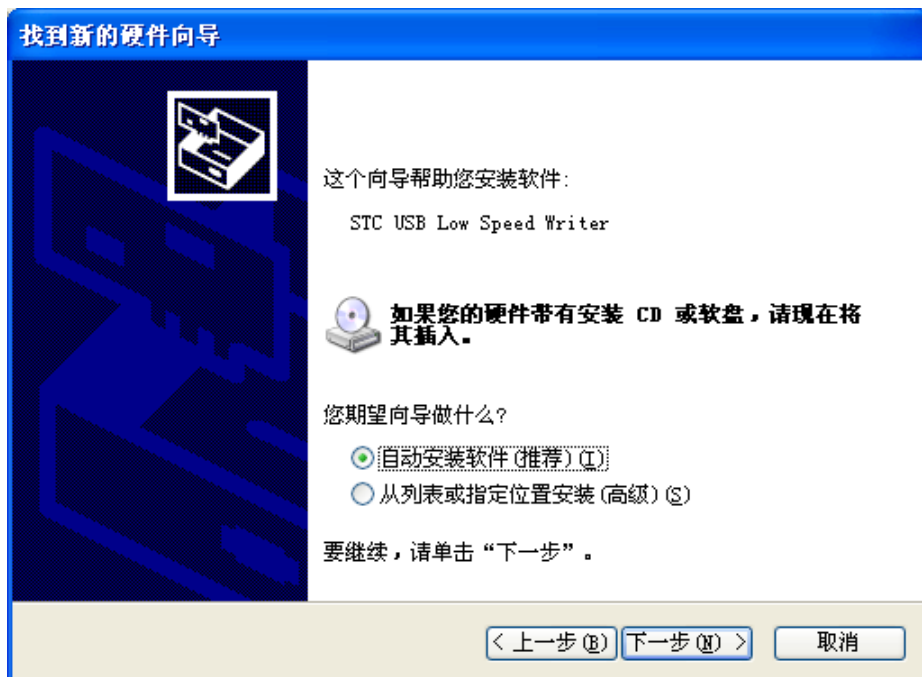 找到新的硬件向导
这个向导帮助您安装软件:
STC USB Low Speed Writer
如果您的硬件带有安装 CD 或软盘，请现在将
其插入。
您期望向导做什么?
自动安装软件(推荐)(I)
从列表或指定位置安装(高级)(S)
要继续，请单击“下一步”。
< 上一步(B) 下一步(N) > 取消